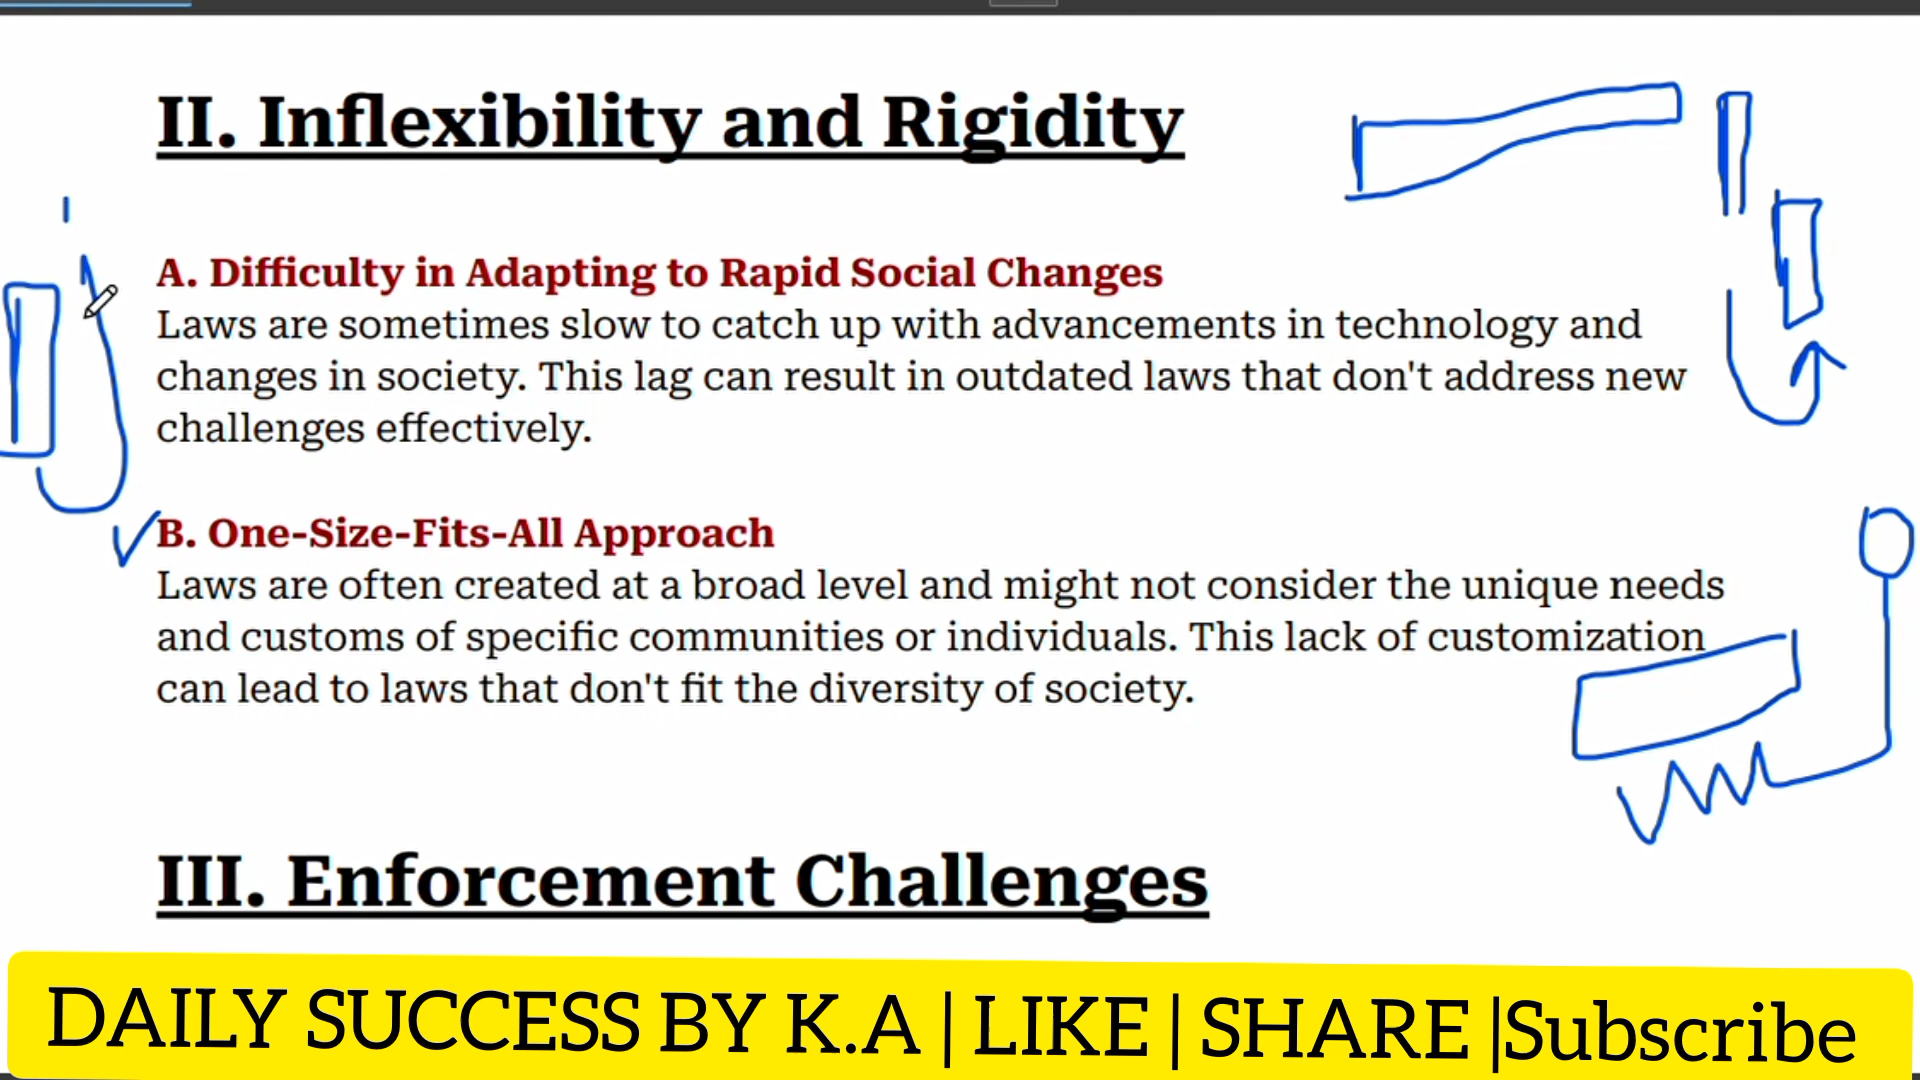 II. Inflexibility and Rigidity
A. Difficulty in Adapting to Rapid Social Changes
Laws are sometimes slow to catch up with advancements in technology and
changes in society. This lag can result in outdated laws that don't address new
challenges effectively.
B. One-Size-Fits-All Approach
Laws are often created at a broad level and might not consider the unique needs
and customs of specific communities or individuals. This lack of customization
can lead to laws that don't fit the diversity of society.
III. Enforcement Challenges
DAILY SUCCESS BY K.A | LIKE | SHARE |Subscribe